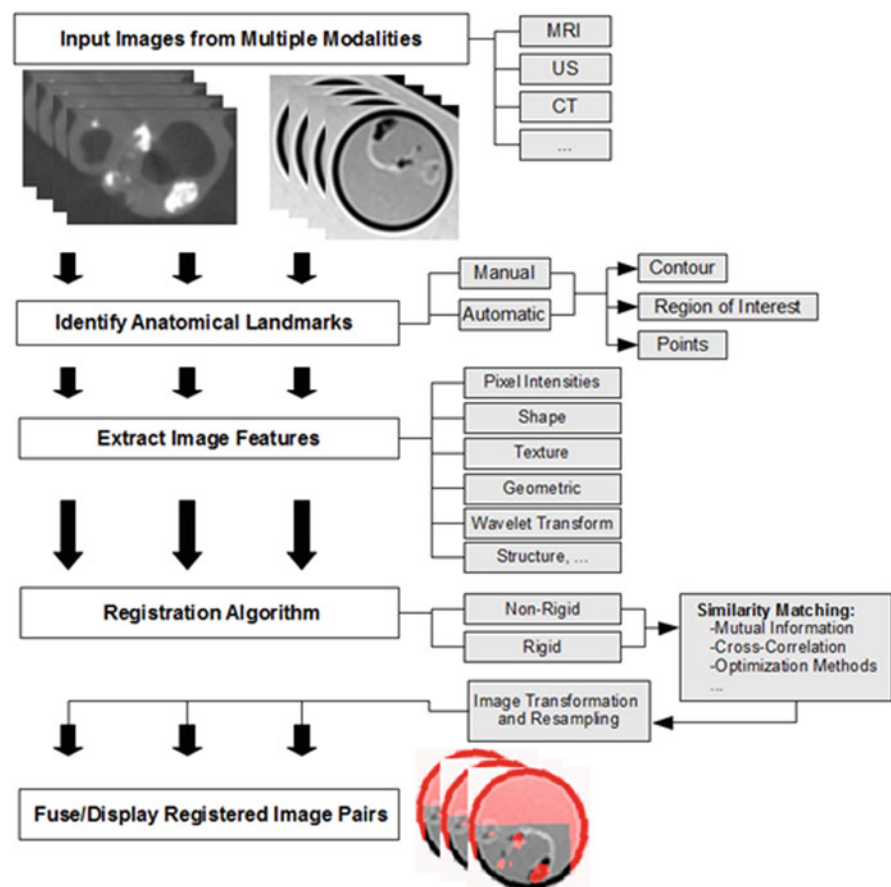 Input Images from Multiple Modalities
MRI
US
CT
...
Identify Anatomical Landmarks
Manual
Automatic
Contour
Region of Interest
Points
Extract Image Features
Pixel Intensities
Shape
Texture
Geometric
Wavelet Transform
Structure, ...
Registration Algorithm
Non-Rigid
Rigid
Similarity Matching:
-Mutual Information
-Cross-Correlation
-Optimization Methods
...
Image Transformation
and Resampling
Fuse/Display Registered Image Pairs